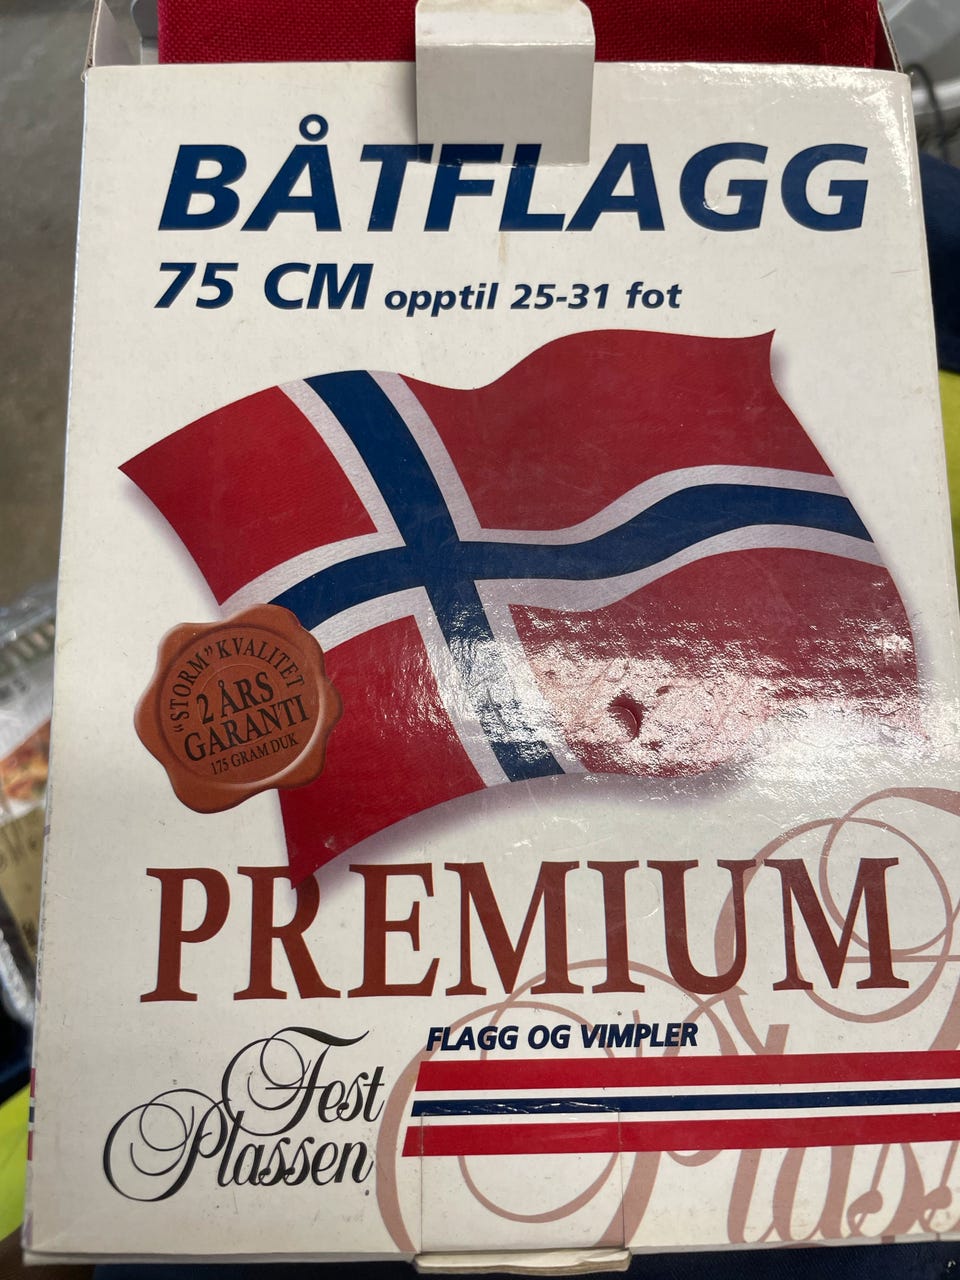 BÅTFLAGG
75 CM opptil 25-31 fot
"STORM" KVALITET
2 ÅRS
GARANTI
175 GRAM DUK
PREMIUM
FLAGG OG VIMPLER
Fest
Plassen